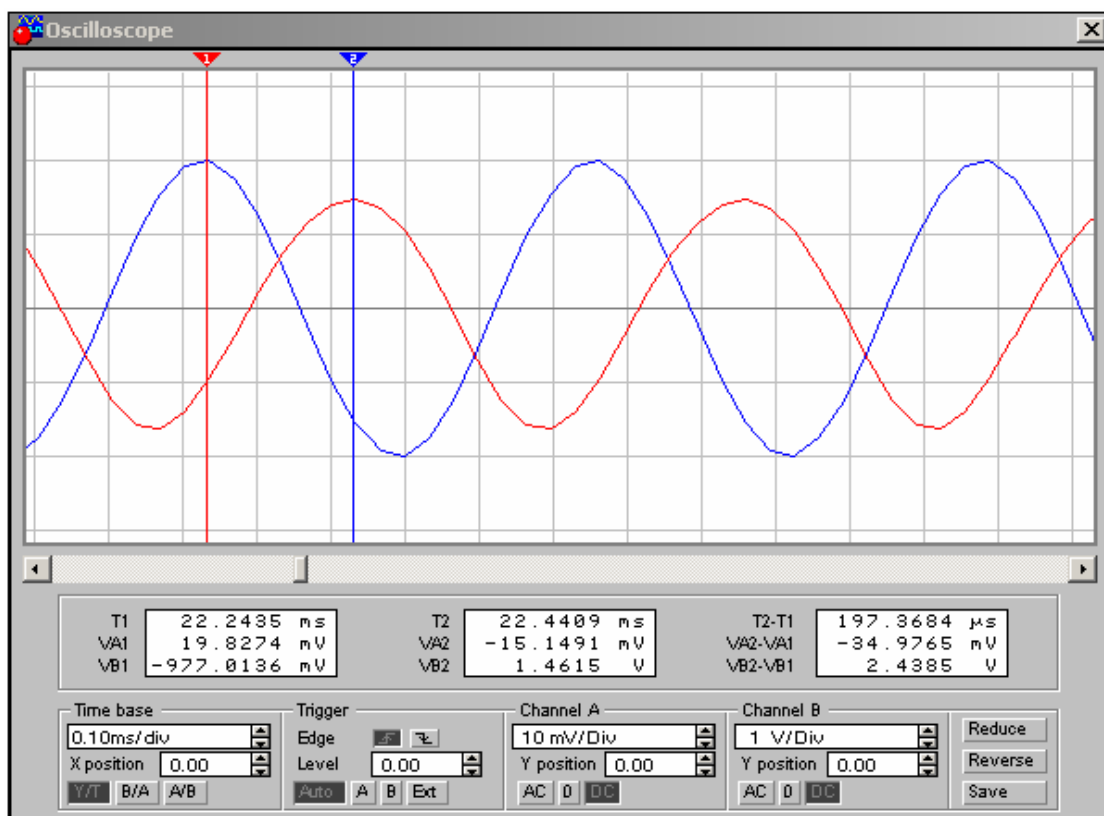 Oscilloscope
1 2
T1 22.2435 ms T2 22.4409 ms T2-T1 197.3684 µs
VA1 19.8274 mV VA2 -15.1491 mV VA2-VA1 -34.9765 mV
VB1 -977.0136 mV VB2 1.4615 V VB2-VB1 2.4385 V
Time base Trigger Channel A Channel B
0.10ms/div Edge 10 mV/Div 1 V/Div Reduce
X position 0.00 Level 0.00 Y position 0.00 Y position 0.00 Reverse
Y/T B/A A/B Auto A B Ext AC 0 DC AC 0 DC Save